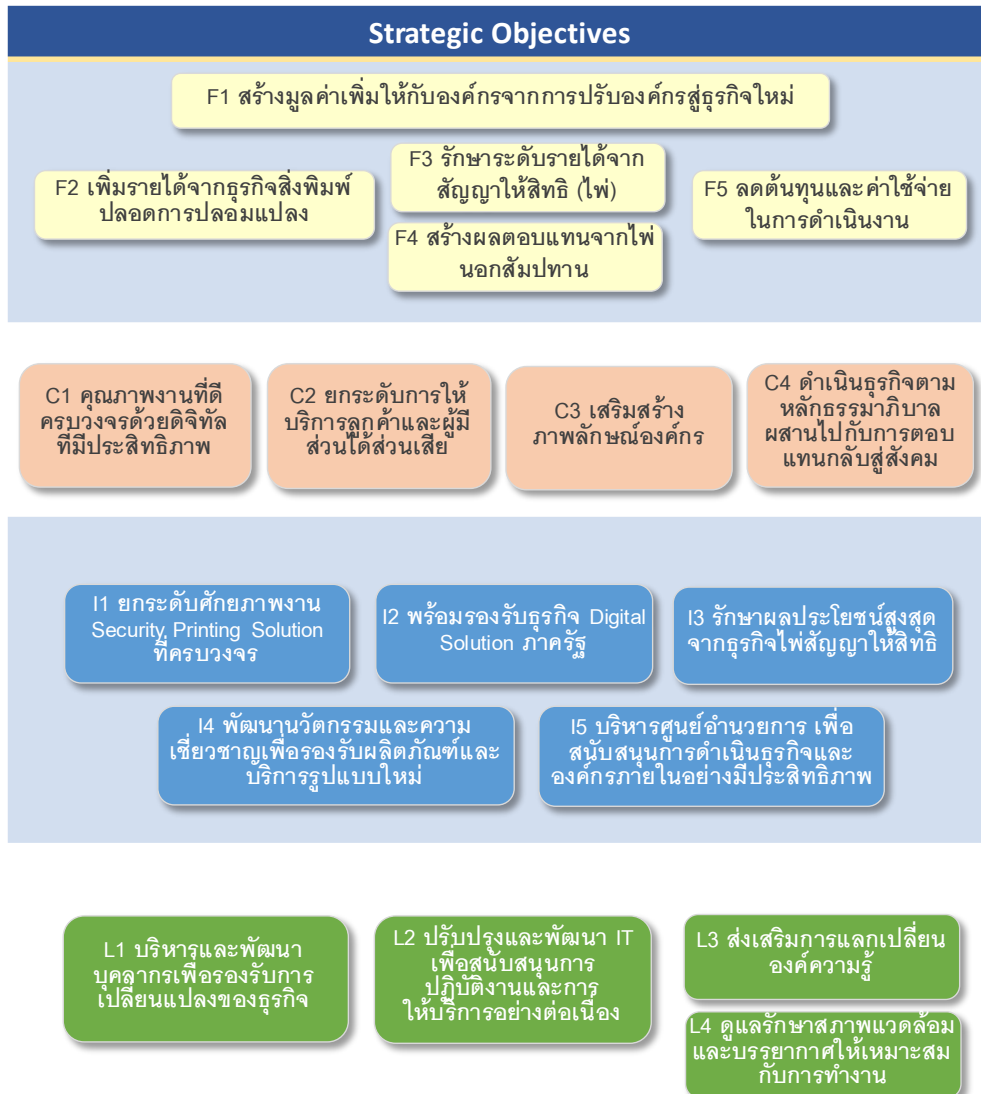 Strategic Objectives
F1 สร้างมูลค่าเพิ่มให้กับองค์กรจากการปรับองค์กรสู่ธุรกิจใหม่
F2 เพิ่มรายได้จากธุรกิจสิ่งพิมพ์
ปลอดการปลอมแปลง
F3 รักษาระดับรายได้จาก
สัญญาให้สิทธิ (ไพ่)
F4 สร้างผลตอบแทนจากไพ่
นอกสัมปทาน
F5 ลดต้นทุนและค่าใช้จ่าย
ในการดำเนินงาน
C1 คุณภาพงานที่ดี
ครบวงจรด้วยดิจิทัล
ที่มีประสิทธิภาพ
C2 ยกระดับการให้
บริการลูกค้าและผู้มี
ส่วนได้ส่วนเสีย
C3 เสริมสร้าง
ภาพลักษณ์องค์กร
C4 ดำเนินธุรกิจตาม
หลักธรรมาภิบาล
ผสานไปกับการตอบ
แทนกลับสู่สังคม
I1 ยกระดับศักยภาพงาน
Security Printing Solution
ที่ครบวงจร
I2 พร้อมรองรับธุรกิจ Digital
Solution ภาครัฐ
I3 รักษาผลประโยชน์สูงสุด
จากธุรกิจไพ่สัญญาให้สิทธิ
I4 พัฒนานวัตกรรมและความ
เชี่ยวชาญเพื่อรองรับผลิตภัณฑ์และ
บริการรูปแบบใหม่
I5 บริหารศูนย์อำนวยการ เพื่อ
สนับสนุนการดำเนินธุรกิจและ
องค์กรภายในอย่างมีประสิทธิภาพ
L1 บริหารและพัฒนา
บุคลากรเพื่อรองรับการ
เปลี่ยนแปลงของธุรกิจ
L2 ปรับปรุงและพัฒนา IT
เพื่อสนับสนุนการ
ปฏิบัติงานและการ
ให้บริการอย่างต่อเนื่อง
L3 ส่งเสริมการแลกเปลี่ยน
องค์ความรู้
L4 ดูแลรักษาสภาพแวดล้อม
และบรรยากาศให้เหมาะสม
กับการทำงาน